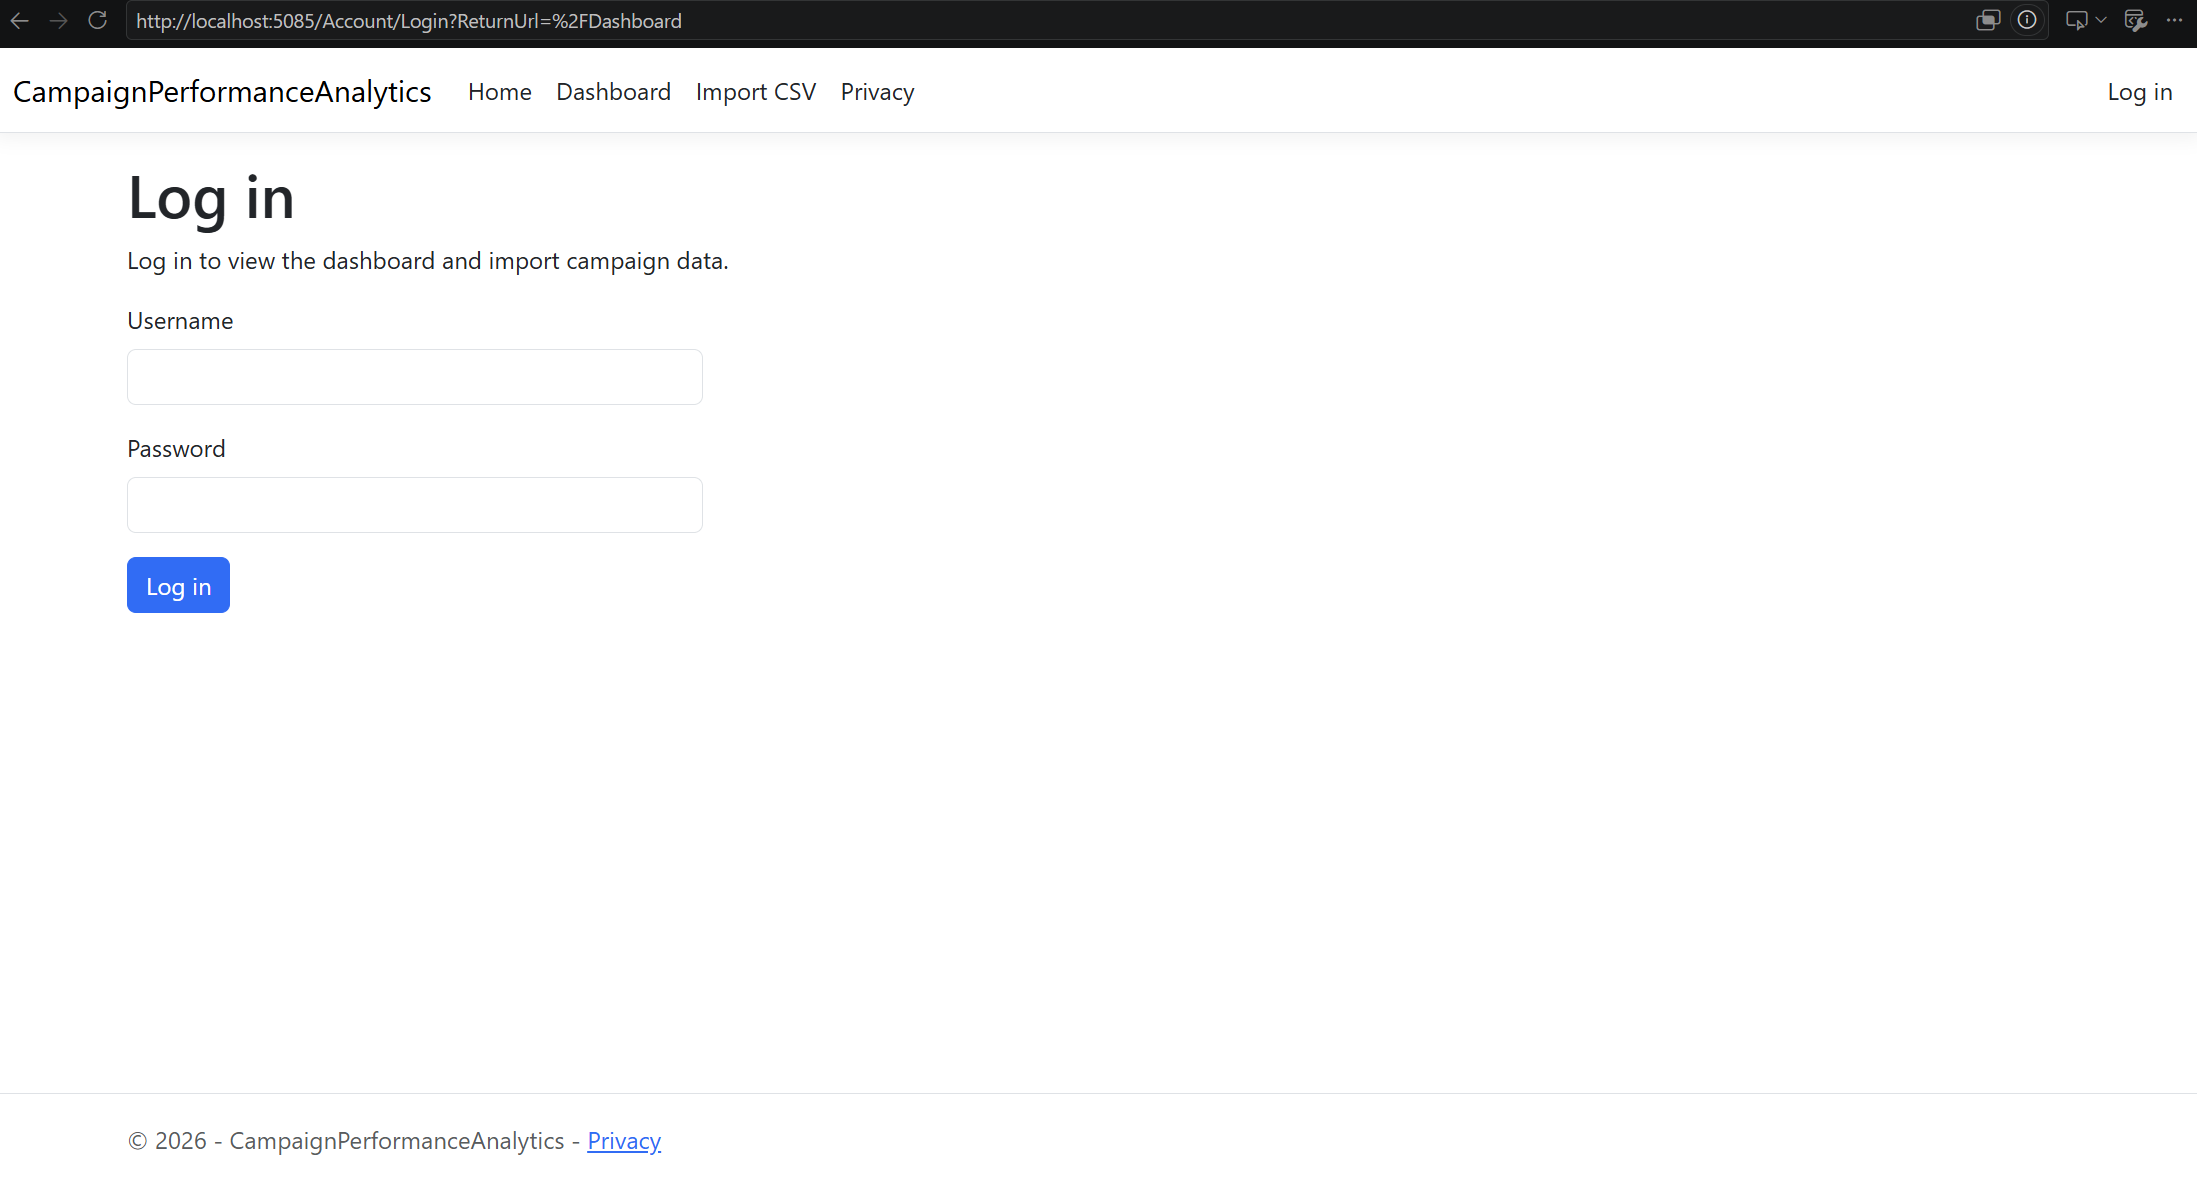 http://localhost:5085/Account/Login?ReturnUrl=%2FDashboard
CampaignPerformanceAnalytics Home Dashboard Import CSV Privacy Log in
Log in
Log in to view the dashboard and import campaign data.
Username
Password
Log in
© 2026 - CampaignPerformanceAnalytics - Privacy